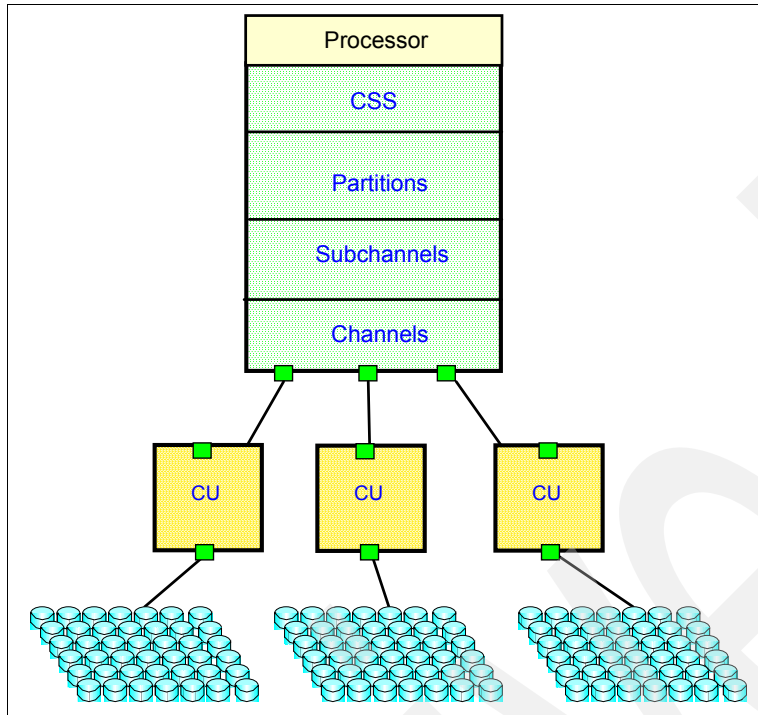 Processor
CSS
Partitions
Subchannels
Channels
CU
CU
CU